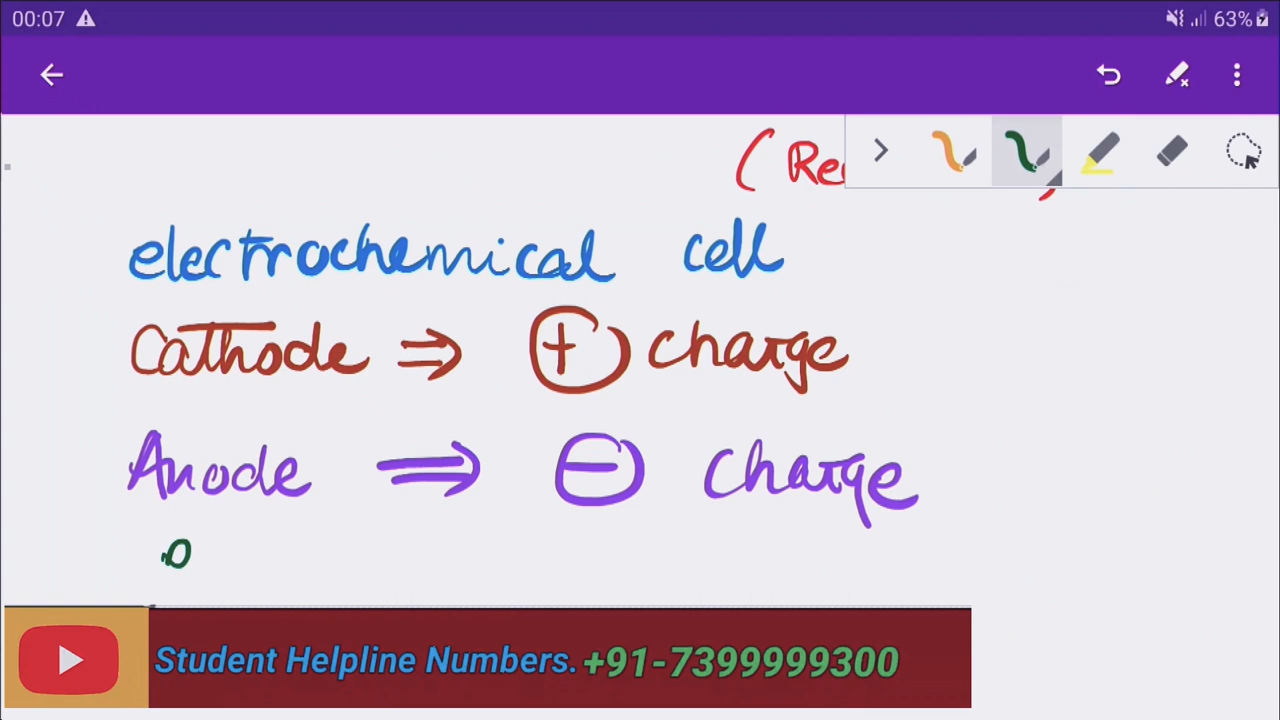 00:07 63%
(Re
electrochemical cell
Cathode ⇒ ⊕ charge
Anode ⇒ ⊖ charge
o
Student Helpline Numbers. +91-7399999300